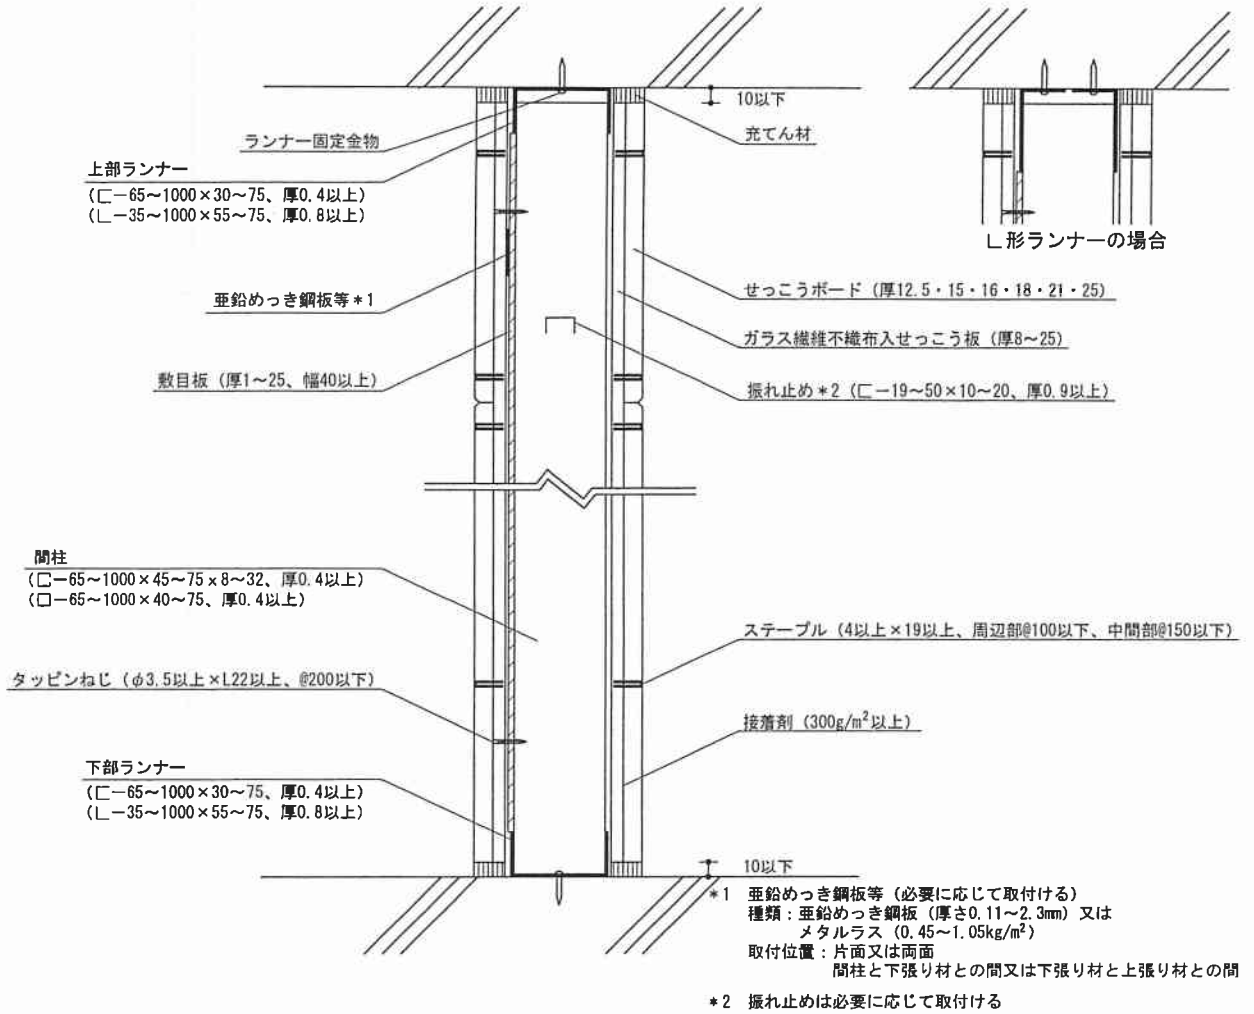 10以下
ランナー固定金物
充てん材
上部ランナー
(匚－65～1000×30～75、厚0.4以上)
(∟－35～1000×55～75、厚0.8以上)
∟形ランナーの場合
亜鉛めっき鋼板等＊1
せっこうボード (厚12.5・15・16・18・21・25)
ガラス繊維不織布入せっこう板 (厚8～25)
敷目板 (厚1～25、幅40以上)
振れ止め＊2 (匚－19～50×10～20、厚0.9以上)
間柱
(□－65～1000×45～75×8～32、厚0.4以上)
(□－65～1000×40～75、厚0.4以上)
ステープル (4以上×19以上、周辺部@100以下、中間部@150以下)
タッピンねじ (φ3.5以上×L22以上、@200以下)
接着剤 (300g/m²以上)
下部ランナー
(匚－65～1000×30～75、厚0.4以上)
(∟－35～1000×55～75、厚0.8以上)
10以下
＊1 亜鉛めっき鋼板等 (必要に応じて取付ける)
種類：亜鉛めっき鋼板 (厚さ0.11～2.3mm) 又は
メタルラス (0.45～1.05kg/m²)
取付位置：片面又は両面
間柱と下張り材との間又は下張り材と上張り材との間
＊2 振れ止めは必要に応じて取付ける